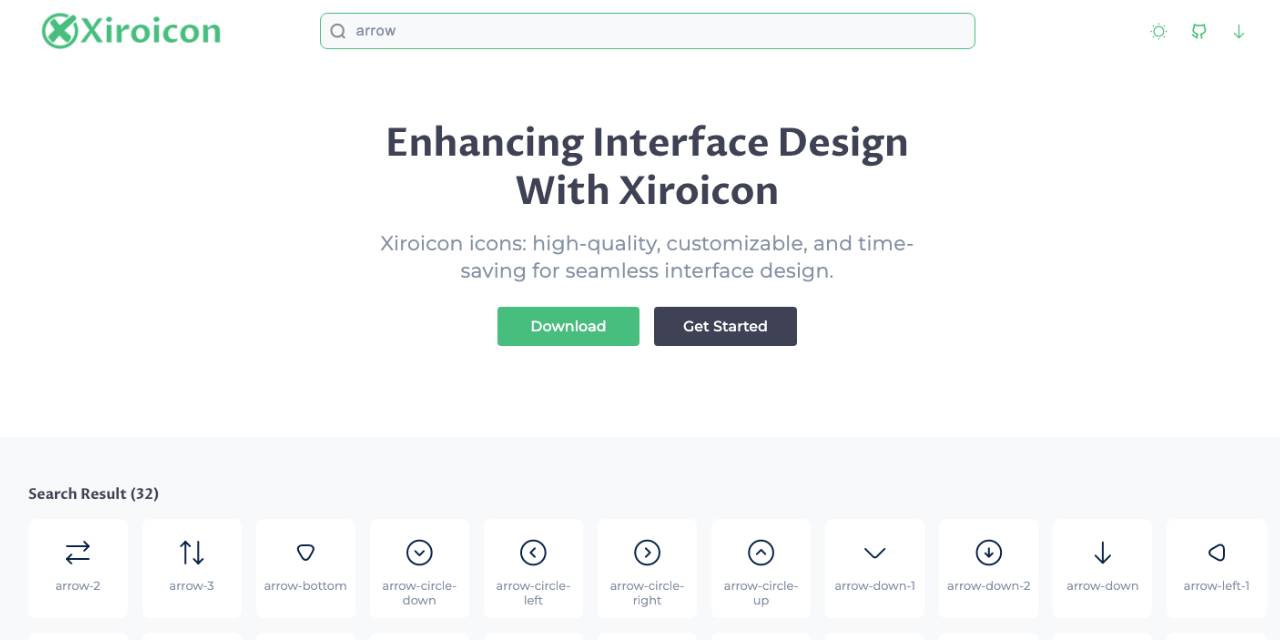 Xiroicon
arrow
Enhancing Interface Design
With Xiroicon
Xiroicon icons: high-quality, customizable, and time-
saving for seamless interface design.
Download
Get Started
Search Result (32)
arrow-2
arrow-3
arrow-bottom
arrow-circle-
down
arrow-circle-
left
arrow-circle-
right
arrow-circle-
up
arrow-down-1
arrow-down-2
arrow-down
arrow-left-1